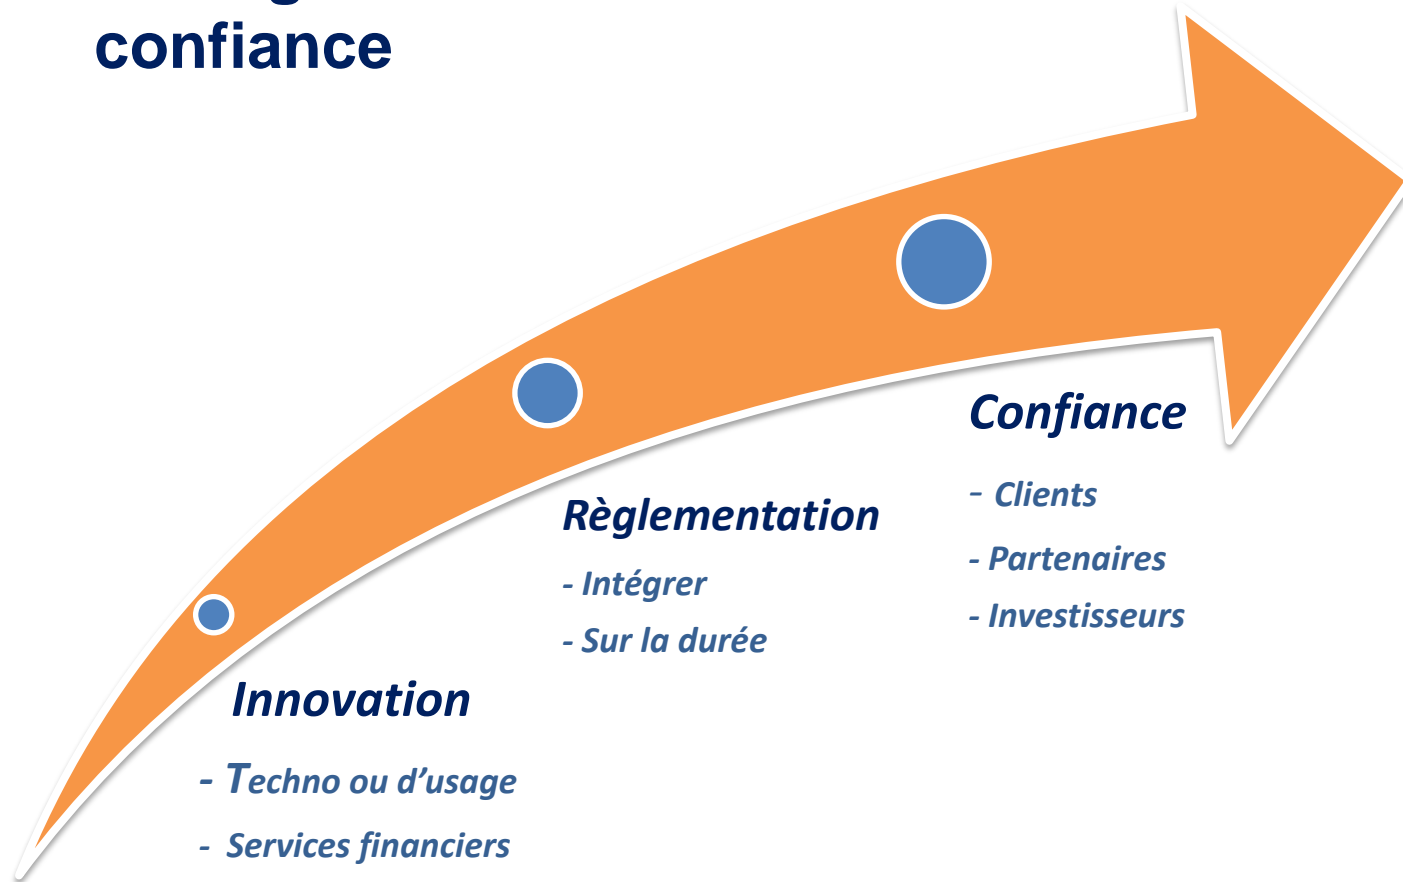 confiance
Confiance
- Clients
- Partenaires
- Investisseurs
Règlementation
- Intégrer
- Sur la durée
Innovation
- Techno ou d’usage
- Services financiers